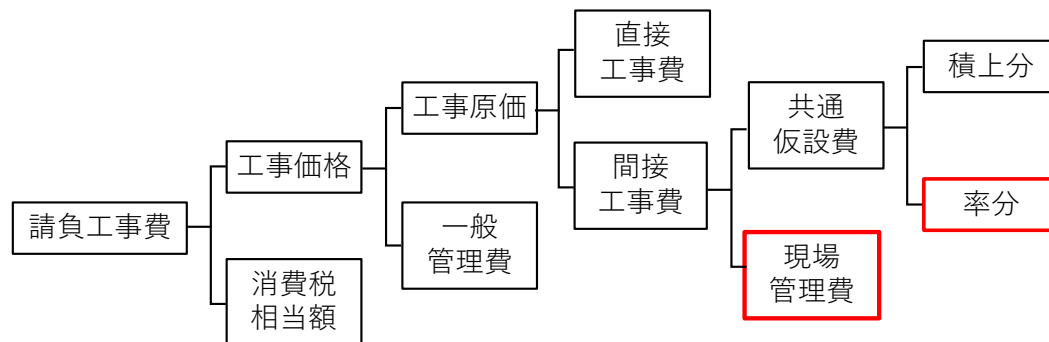 請負工事費
工事価格
消費税
相当額
工事原価
一般
管理費
直接
工事費
間接
工事費
共通
仮設費
現場
管理費
積上分
率分